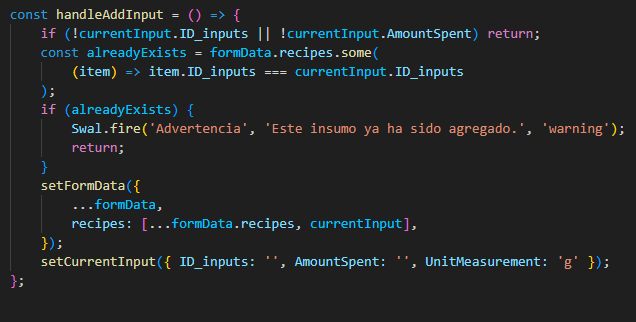 const handleAddInput = () => {
    if (!currentInput.ID_inputs || !currentInput.AmountSpent) return;
    const alreadyExists = formData.recipes.some(
        (item) => item.ID_inputs === currentInput.ID_inputs
    );
    if (alreadyExists) {
        Swal.fire('Advertencia', 'Este insumo ya ha sido agregado.', 'warning');
        return;
    }
    setFormData({
        ...formData,
        recipes: [...formData.recipes, currentInput],
    });
    setCurrentInput({ ID_inputs: '', AmountSpent: '', UnitMeasurement: 'g' });
};